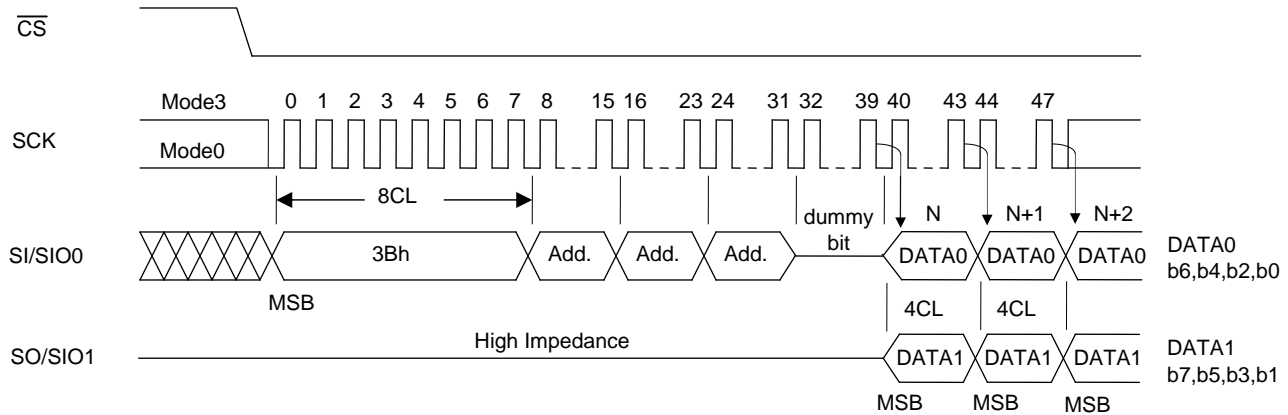 CS
Mode3 0 1 2 3 4 5 6 7 8 15 16 23 24 31 32 39 40 43 44 47
SCK
Mode0
8CL
dummy
bit
N N+1 N+2
SI/SIO0 3Bh Add. Add. Add. DATA0 DATA0 DATA0
DATA0
b6,b4,b2,b0
MSB
4CL 4CL
High Impedance
SO/SIO1 DATA1 DATA1 DATA1
DATA1
b7,b5,b3,b1
MSB MSB MSB